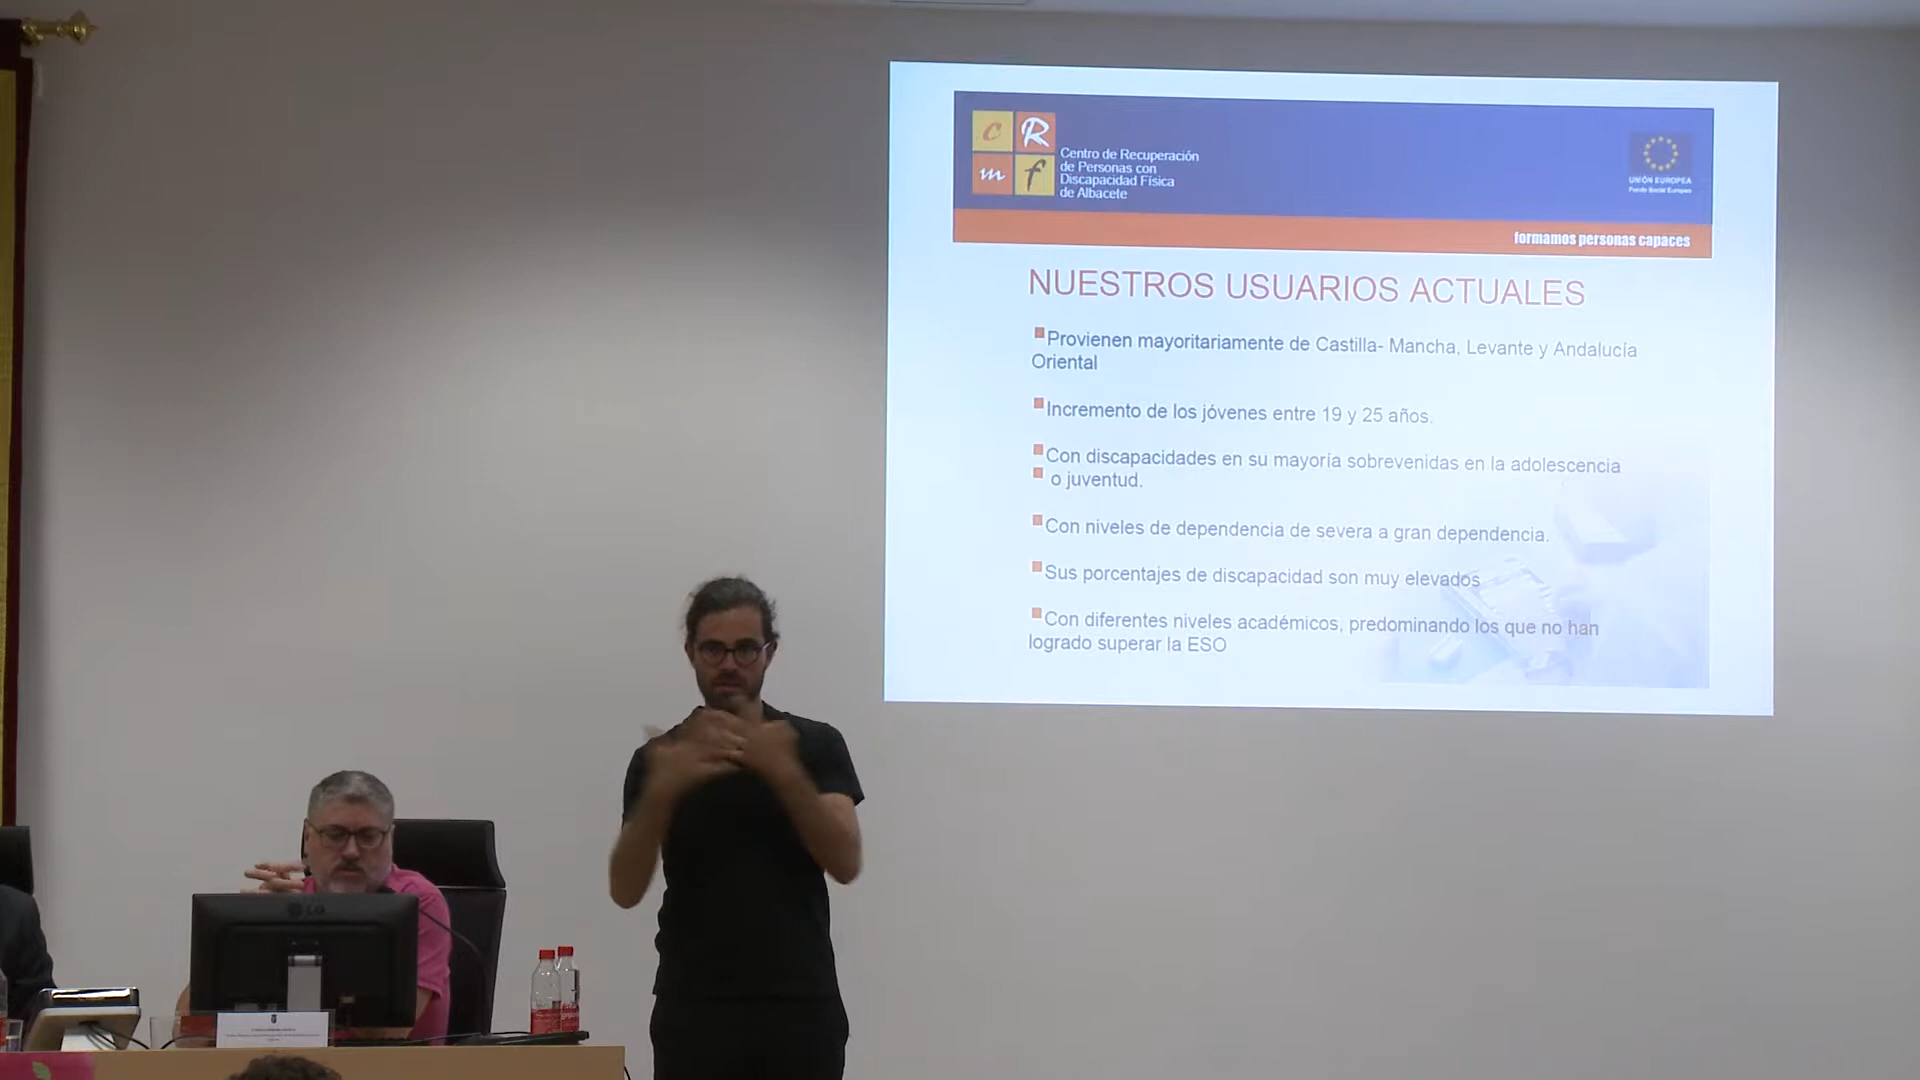 c R
m f
Centro de Recuperación
de Personas con
Discapacidad Física
de Albacete
UNIÓN EUROPEA
Fondo Social Europeo
formamos personas capaces
NUESTROS USUARIOS ACTUALES
Provienen mayoritariamente de Castilla- Mancha, Levante y Andalucía
Oriental
Incremento de los jóvenes entre 19 y 25 años.
Con discapacidades en su mayoría sobrevenidas en la adolescencia
o juventud.
Con niveles de dependencia de severa a gran dependencia.
Sus porcentajes de discapacidad son muy elevados
Con diferentes niveles académicos, predominando los que no han
logrado superar la ESO
LG